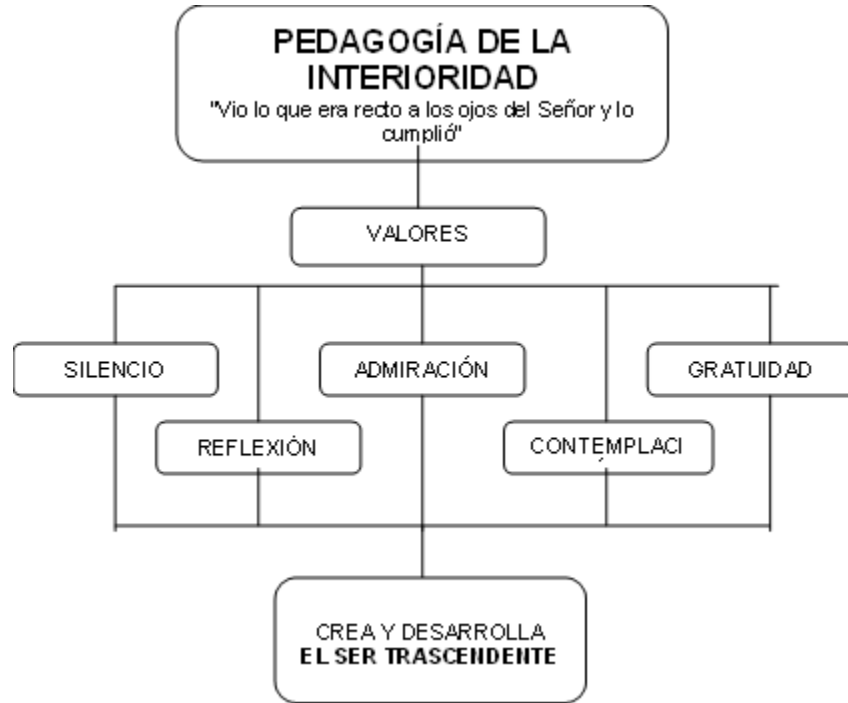 PEDAGOGÍA DE LA
INTERIORIDAD
"Vio lo que era recto a los ojos del Señor y lo
cumplió"
VALORES
SILENCIO
ADMIRACIÓN
GRATUIDAD
REFLEXIÓN
CONTEMPLACI
CREA Y DESARROLLA
EL SER TRASCENDENTE